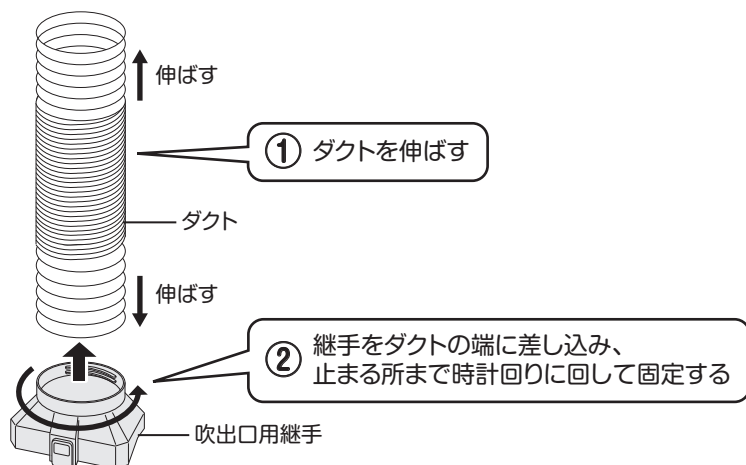 伸ばす
① ダクトを伸ばす
ダクト
伸ばす
② 継手をダクトの端に差し込み、
止まる所まで時計回りに回して固定する
吹出口用継手